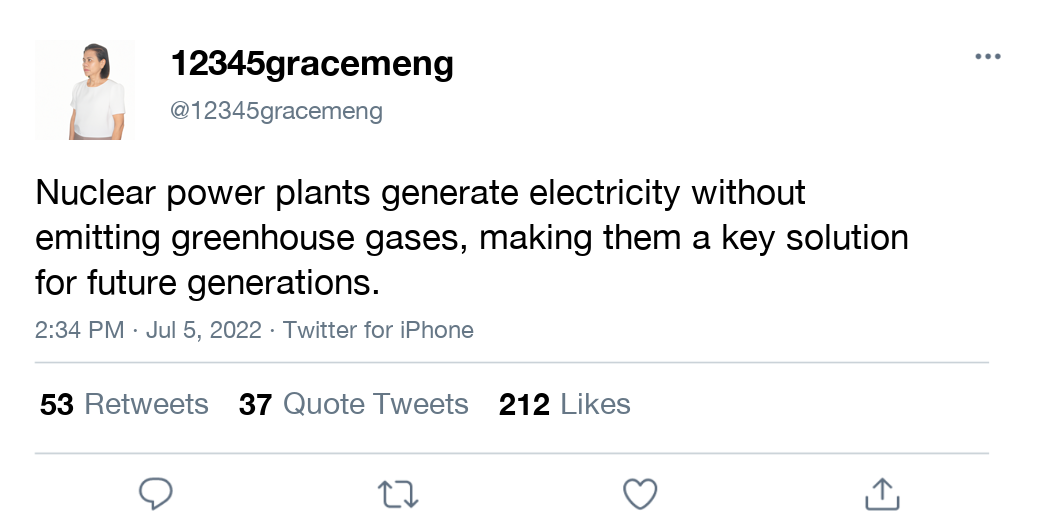 12345gracemeng
@12345gracemeng
Nuclear power plants generate electricity without
emitting greenhouse gases, making them a key solution
for future generations.
2:34 PM · Jul 5, 2022 · Twitter for iPhone
53 Retweets 37 Quote Tweets 212 Likes